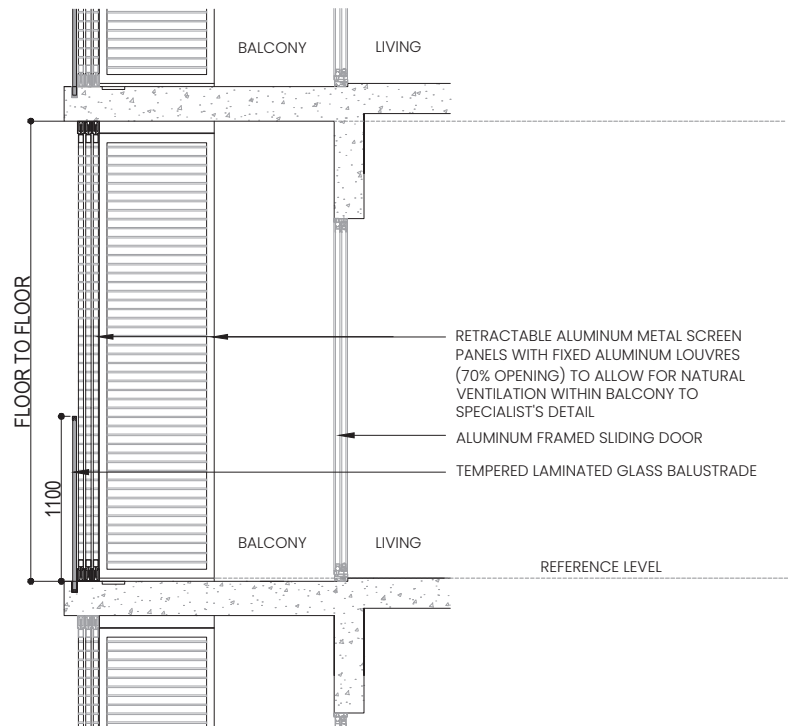 BALCONY LIVING
FLOOR TO FLOOR
RETRACTABLE ALUMINUM METAL SCREEN
PANELS WITH FIXED ALUMINUM LOUVRES
(70% OPENING) TO ALLOW FOR NATURAL
VENTILATION WITHIN BALCONY TO
SPECIALIST'S DETAIL
ALUMINUM FRAMED SLIDING DOOR
TEMPERED LAMINATED GLASS BALUSTRADE
1100
BALCONY LIVING
REFERENCE LEVEL